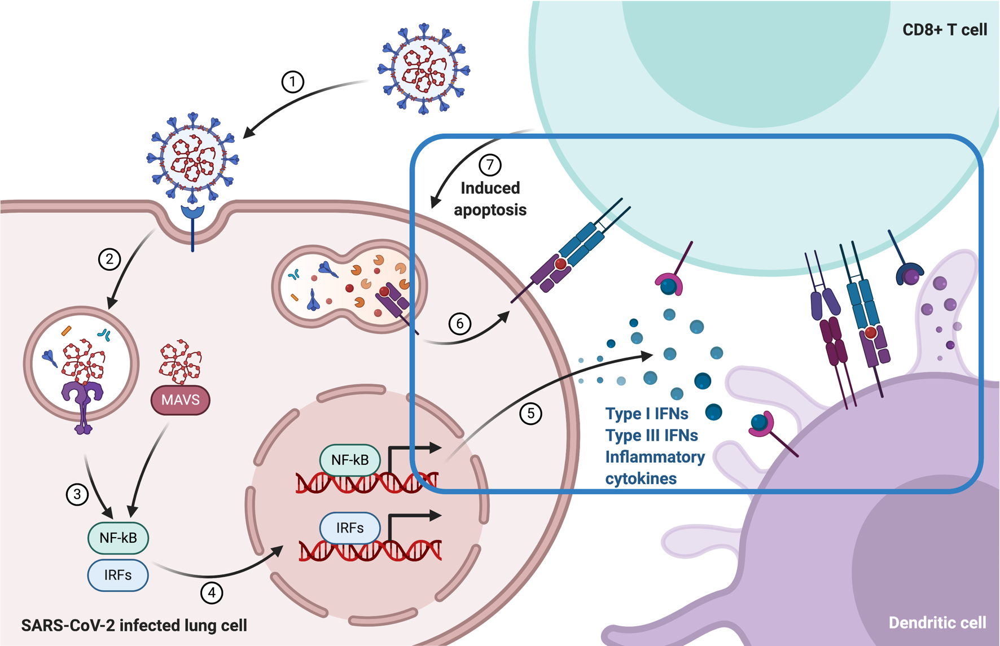 CD8+ T cell
1
7
Induced
apoptosis
2
6
MAVS
5
Type I IFNs
Type III IFNs
Inflammatory
cytokines
NF-kB
3
NF-kB
IRFs
IRFs
4
SARS-CoV-2 infected lung cell
Dendritic cell